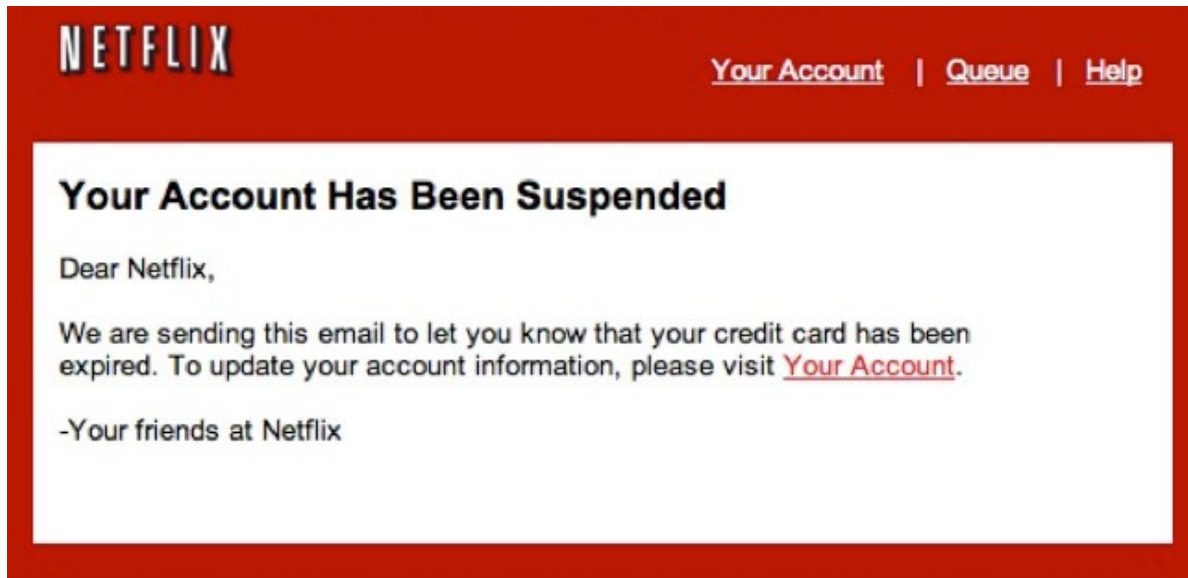 NETFLIX
Your Account | Queue | Help
Your Account Has Been Suspended
Dear Netflix,
We are sending this email to let you know that your credit card has been
expired. To update your account information, please visit Your Account.
-Your friends at Netflix